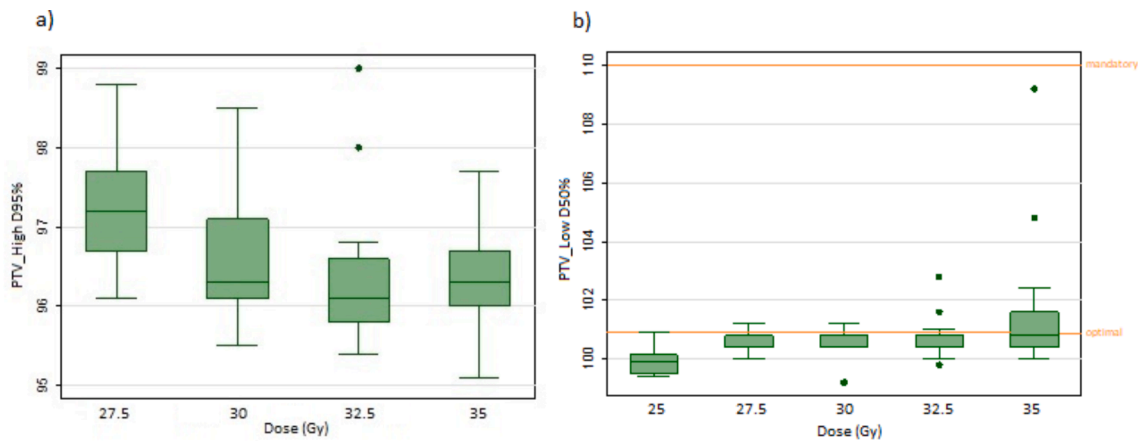 a)
PTV_High D95%
99
98
97
96
95
27.5 30 32.5 35
Dose (Gy)
b)
PTV_Low D50%
110
108
106
104
102
100
mandatory
optimal
25 27.5 30 32.5 35
Dose (Gy)